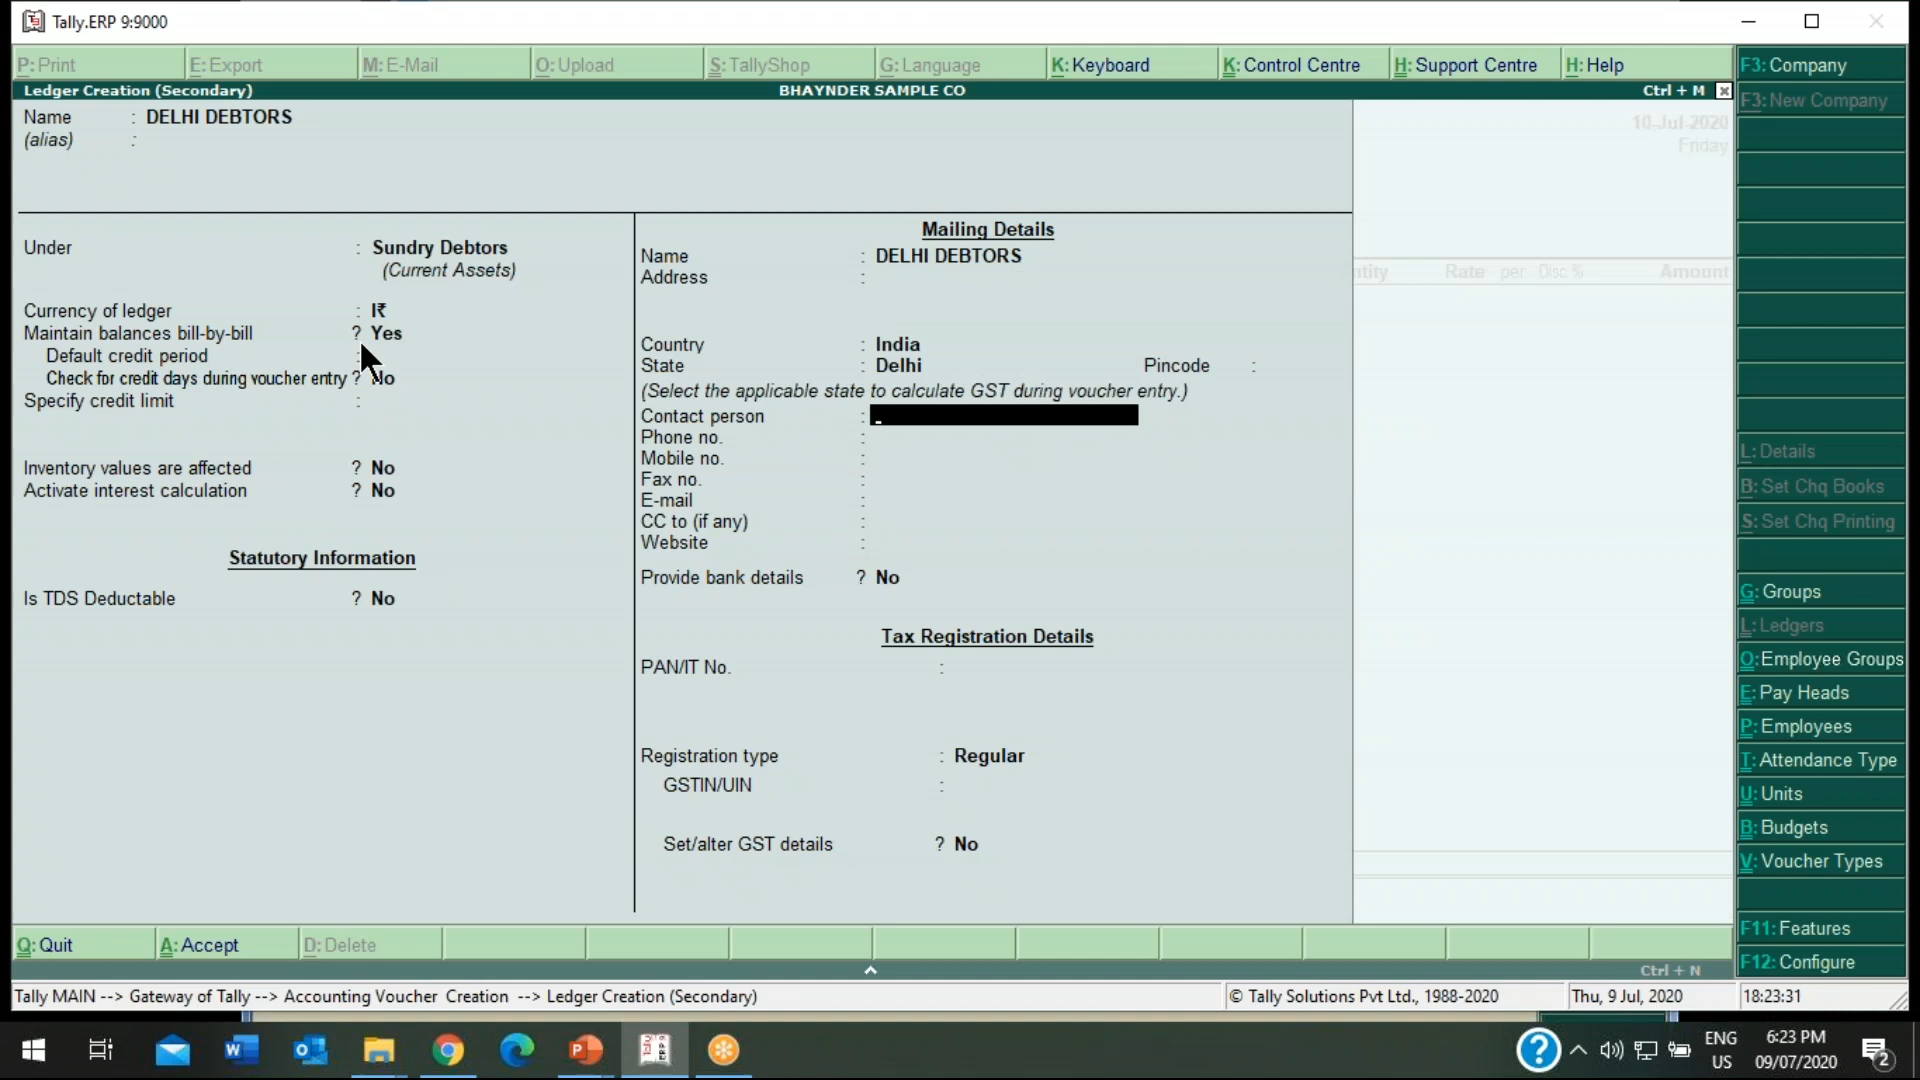 Tally.ERP 9:9000
P: Print E: Export M: E-Mail O: Upload S: TallyShop G: Language K: Keyboard K: Control Centre H: Support Centre H: Help F3: Company
Ledger Creation (Secondary) BHAYNDER SAMPLE CO Ctrl + M
F3: New Company
Name : DELHI DEBTORS
(alias) :
10-Jul-2020
Friday
Under : Sundry Debtors
(Current Assets)
Currency of ledger : I₹
Maintain balances bill-by-bill ? Yes
Default credit period :
Check for credit days during voucher entry ? No
Specify credit limit :
Inventory values are affected ? No
Activate interest calculation ? No
Statutory Information
Is TDS Deductable ? No
Mailing Details
Name : DELHI DEBTORS
Address :
Country : India
State : Delhi Pincode :
(Select the applicable state to calculate GST during voucher entry.)
Contact person :
Phone no. :
Mobile no. :
Fax no. :
E-mail :
CC to (if any) :
Website :
Provide bank details ? No
Tax Registration Details
PAN/IT No. :
Registration type : Regular
GSTIN/UIN :
Set/alter GST details ? No
Rate per Disc % Amount
L: Details
B: Set Chq Books
S: Set Chq Printing
G: Groups
L: Ledgers
O: Employee Groups
E: Pay Heads
P: Employees
T: Attendance Type
U: Units
B: Budgets
V: Voucher Types
F11: Features
F12: Configure
Q: Quit A: Accept D: Delete
Ctrl + N
Tally MAIN --> Gateway of Tally --> Accounting Voucher Creation --> Ledger Creation (Secondary) © Tally Solutions Pvt Ltd., 1988-2020 Thu, 9 Jul, 2020 18:23:31
ENG
US
6:23 PM
09/07/2020
2